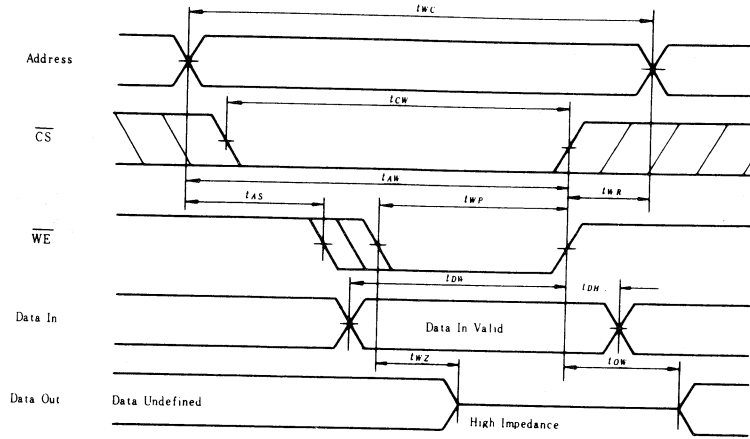 tWC
Address
tCW
CS
tAW
tWR
tAS
tWP
WE
tDW
tDH
Data In
Data In Valid
tWZ
tOW
Data Out
Data Undefined
High Impedance